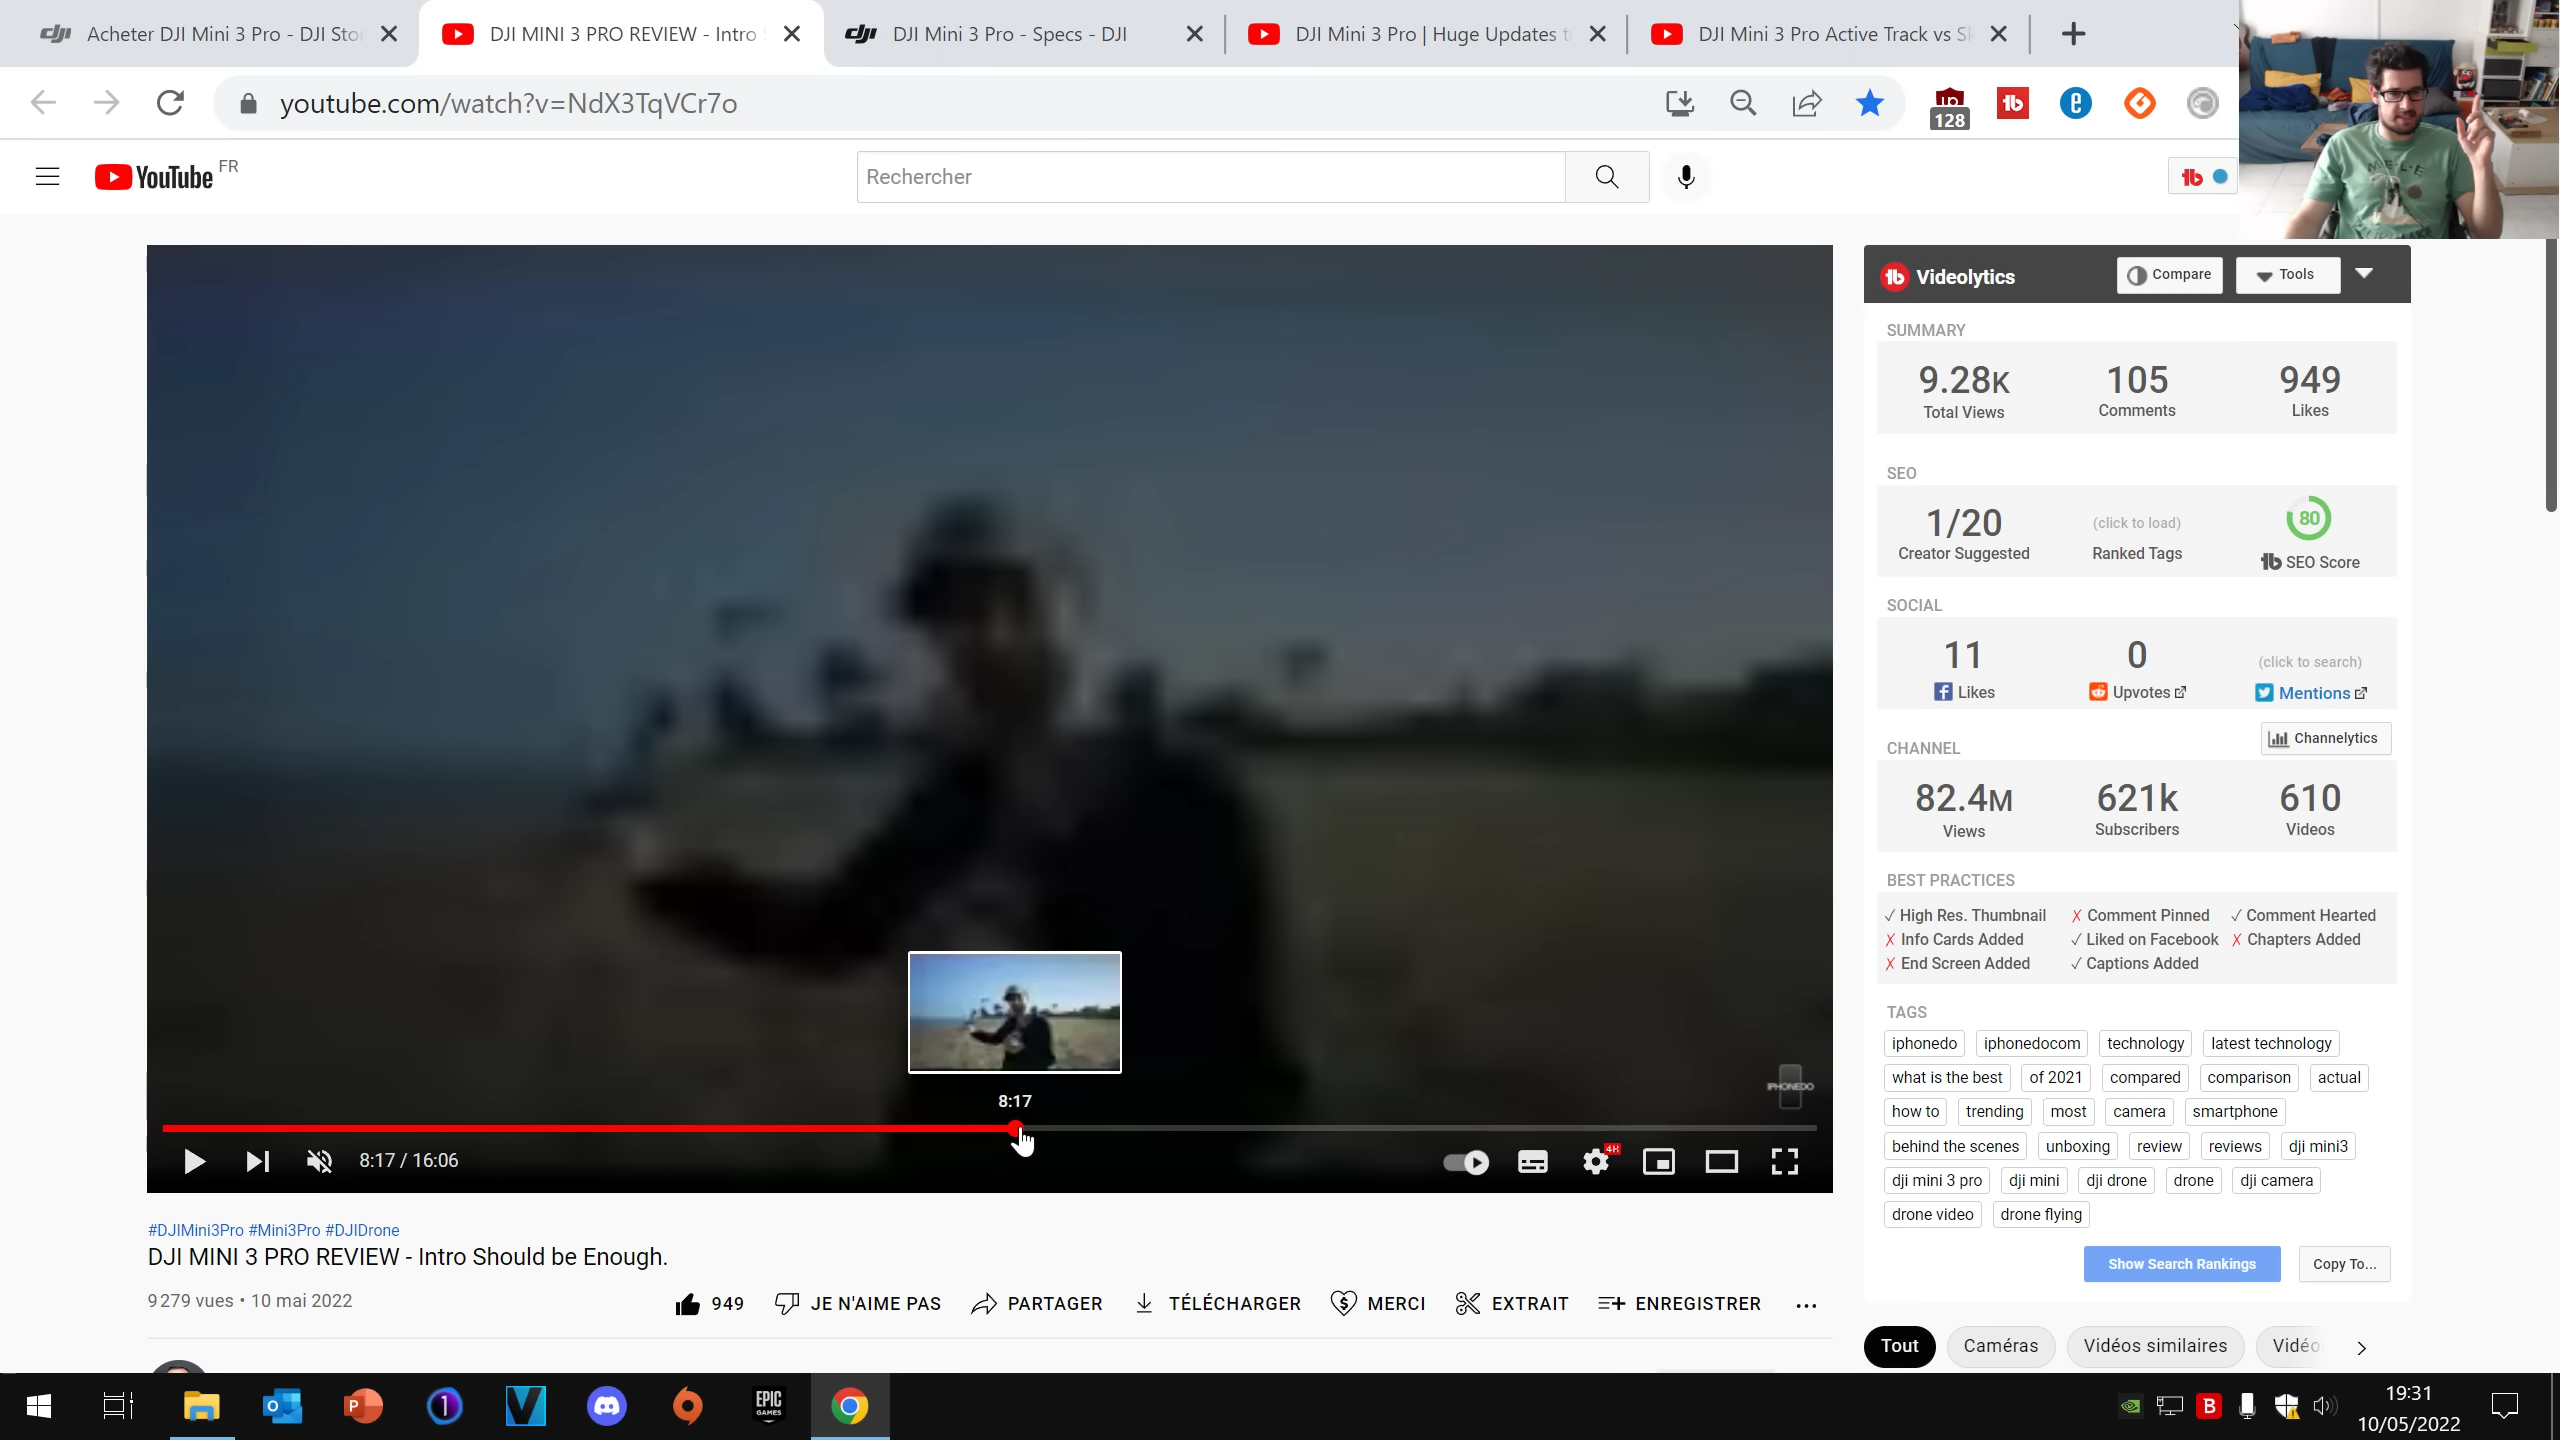 Acheter DJI Mini 3 Pro - DJI Sto
DJI MINI 3 PRO REVIEW - Intro
DJI Mini 3 Pro - Specs - DJI
DJI Mini 3 Pro | Huge Updates t
DJI Mini 3 Pro Active Track vs S
youtube.com/watch?v=NdX3TqVCr7o
128
YouTube FR
Rechercher
Videolytics
Compare
Tools
SUMMARY
9.28K
105
949
Total Views
Comments
Likes
SEO
1/20
(click to load)
80
Creator Suggested
Ranked Tags
SEO Score
SOCIAL
11
0
(click to search)
Likes
Upvotes
Mentions
CHANNEL
Channelytics
82.4M
621k
610
Views
Subscribers
Videos
BEST PRACTICES
✓ High Res. Thumbnail
✗ Comment Pinned
✓ Comment Hearted
✗ Info Cards Added
✓ Liked on Facebook
✗ Chapters Added
✗ End Screen Added
✓ Captions Added
TAGS
iphonedo iphonedocom technology latest technology
what is the best of 2021 compared comparison actual
how to trending most camera smartphone
behind the scenes unboxing review reviews dji mini3
dji mini 3 pro dji mini dji drone drone dji camera
drone video drone flying
Show Search Rankings
Copy To...
Tout
Caméras
Vidéos similaires
Vidéo
IPHONEDO
8:17
8:17 / 16:06
4K
#DJIMini3Pro #Mini3Pro #DJIDrone
DJI MINI 3 PRO REVIEW - Intro Should be Enough.
9 279 vues • 10 mai 2022
949
JE N'AIME PAS
PARTAGER
TÉLÉCHARGER
MERCI
EXTRAIT
ENREGISTRER
EPIC
GAMES
19:31
10/05/2022